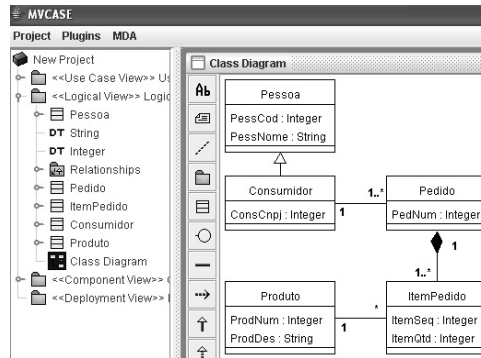 MVCASE
Project Plugins MDA
New Project
<<Use Case View>> Us
<<Logical View>> Logic
Pessoa
DT String
DT Integer
Relationships
Pedido
ItemPedido
Consumidor
Produto
Class Diagram
<<Component View>>
<<Deployment View>>
Class Diagram
Ab
Pessoa
PessCod : Integer
PessNome : String
Consumidor
ConsCnpj : Integer
1
1..*
Pedido
PedNum : Integer
1
1..*
Produto
ProdNum : Integer
ProdDes : String
1
*
ItemPedido
ItemSeq : Integer
ItemQtd : Integer